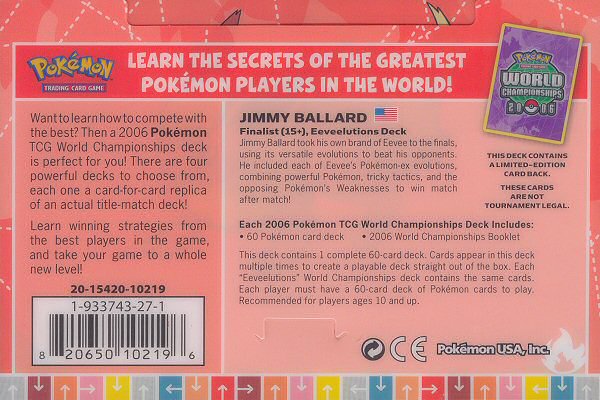 Pokémon
TRADING CARD GAME
LEARN THE SECRETS OF THE GREATEST
POKÉMON PLAYERS IN THE WORLD!
Pokémon
WORLD
CHAMPIONSHIPS
2006
Want to learn how to compete with
the best? Then a 2006 Pokémon
TCG World Championships deck
is perfect for you! There are four
powerful decks to choose from,
each one a card-for-card replica
of an actual title-match deck!
Learn winning strategies from
the best players in the game,
and take your game to a whole
new level!
20-15420-10219
1-933743-27-1
8 20650 10219 6
JIMMY BALLARD
Finalist (15+), Eeveelutions Deck
Jimmy Ballard took his own brand of Eevee to the finals,
using its versatile evolutions to beat his opponents.
He included each of Eevee's Pokémon-ex evolutions,
combining powerful Pokémon, tricky tactics, and the
opposing Pokémon's Weaknesses to win match
after match!
Each 2006 Pokémon TCG World Championships Deck Includes:
• 60 Pokémon card deck • 2006 World Championships Booklet
This deck contains 1 complete 60-card deck. Cards appear in this deck
multiple times to create a playable deck straight out of the box. Each
"Eeveelutions" World Championships deck contains the same cards.
Each player must have a 60-card deck of Pokémon cards to play.
Recommended for players ages 10 and up.
THIS DECK CONTAINS
A LIMITED-EDITION
CARD BACK.
THESE CARDS
ARE NOT
TOURNAMENT LEGAL.
CE
Pokémon USA, Inc.